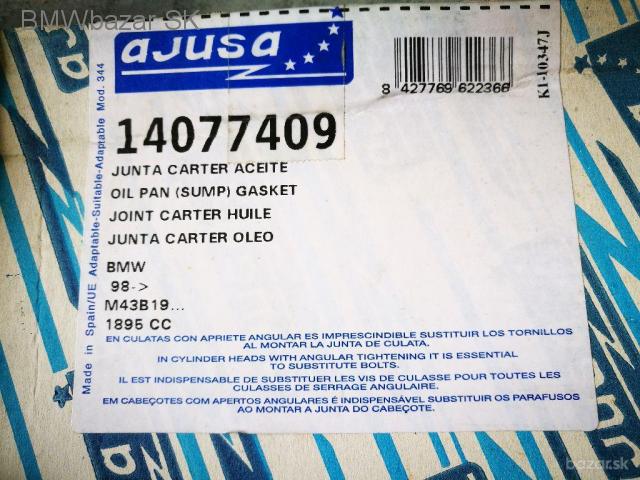 BMWbazar SK
ajusa
8 427769 622366
K1-10347J
14077409
JUNTA CARTER ACEITE
OIL PAN (SUMP) GASKET
JOINT CARTER HUILE
JUNTA CARTER OLEO
BMW
98->
M43B19...
1895 CC
Made in Spain/UE Adaptable-Suitable-Adaptable Mod. 344
EN CULATAS CON APRIETE ANGULAR ES IMPRESCINDIBLE SUSTITUIR LOS TORNILLOS
AL MONTAR LA JUNTA DE CULATA.
IN CYLINDER HEADS WITH ANGULAR TIGHTENING IT IS ESSENTIAL
TO SUBSTITUTE BOLTS.
IL EST INDISPENSABLE DE SUBSTITUER LES VIS DE CULASSE POUR TOUTES LES
CULASSES DE SERRAGE ANGULAIRE.
EM CABEÇOTES COM APERTOS ANGULARES É INDISPENSÁVEL SUBSTITUIR OS PARAFUSOS
AO MONTAR A JUNTA DO CABEÇOTE.
ajusa
bazar.sk